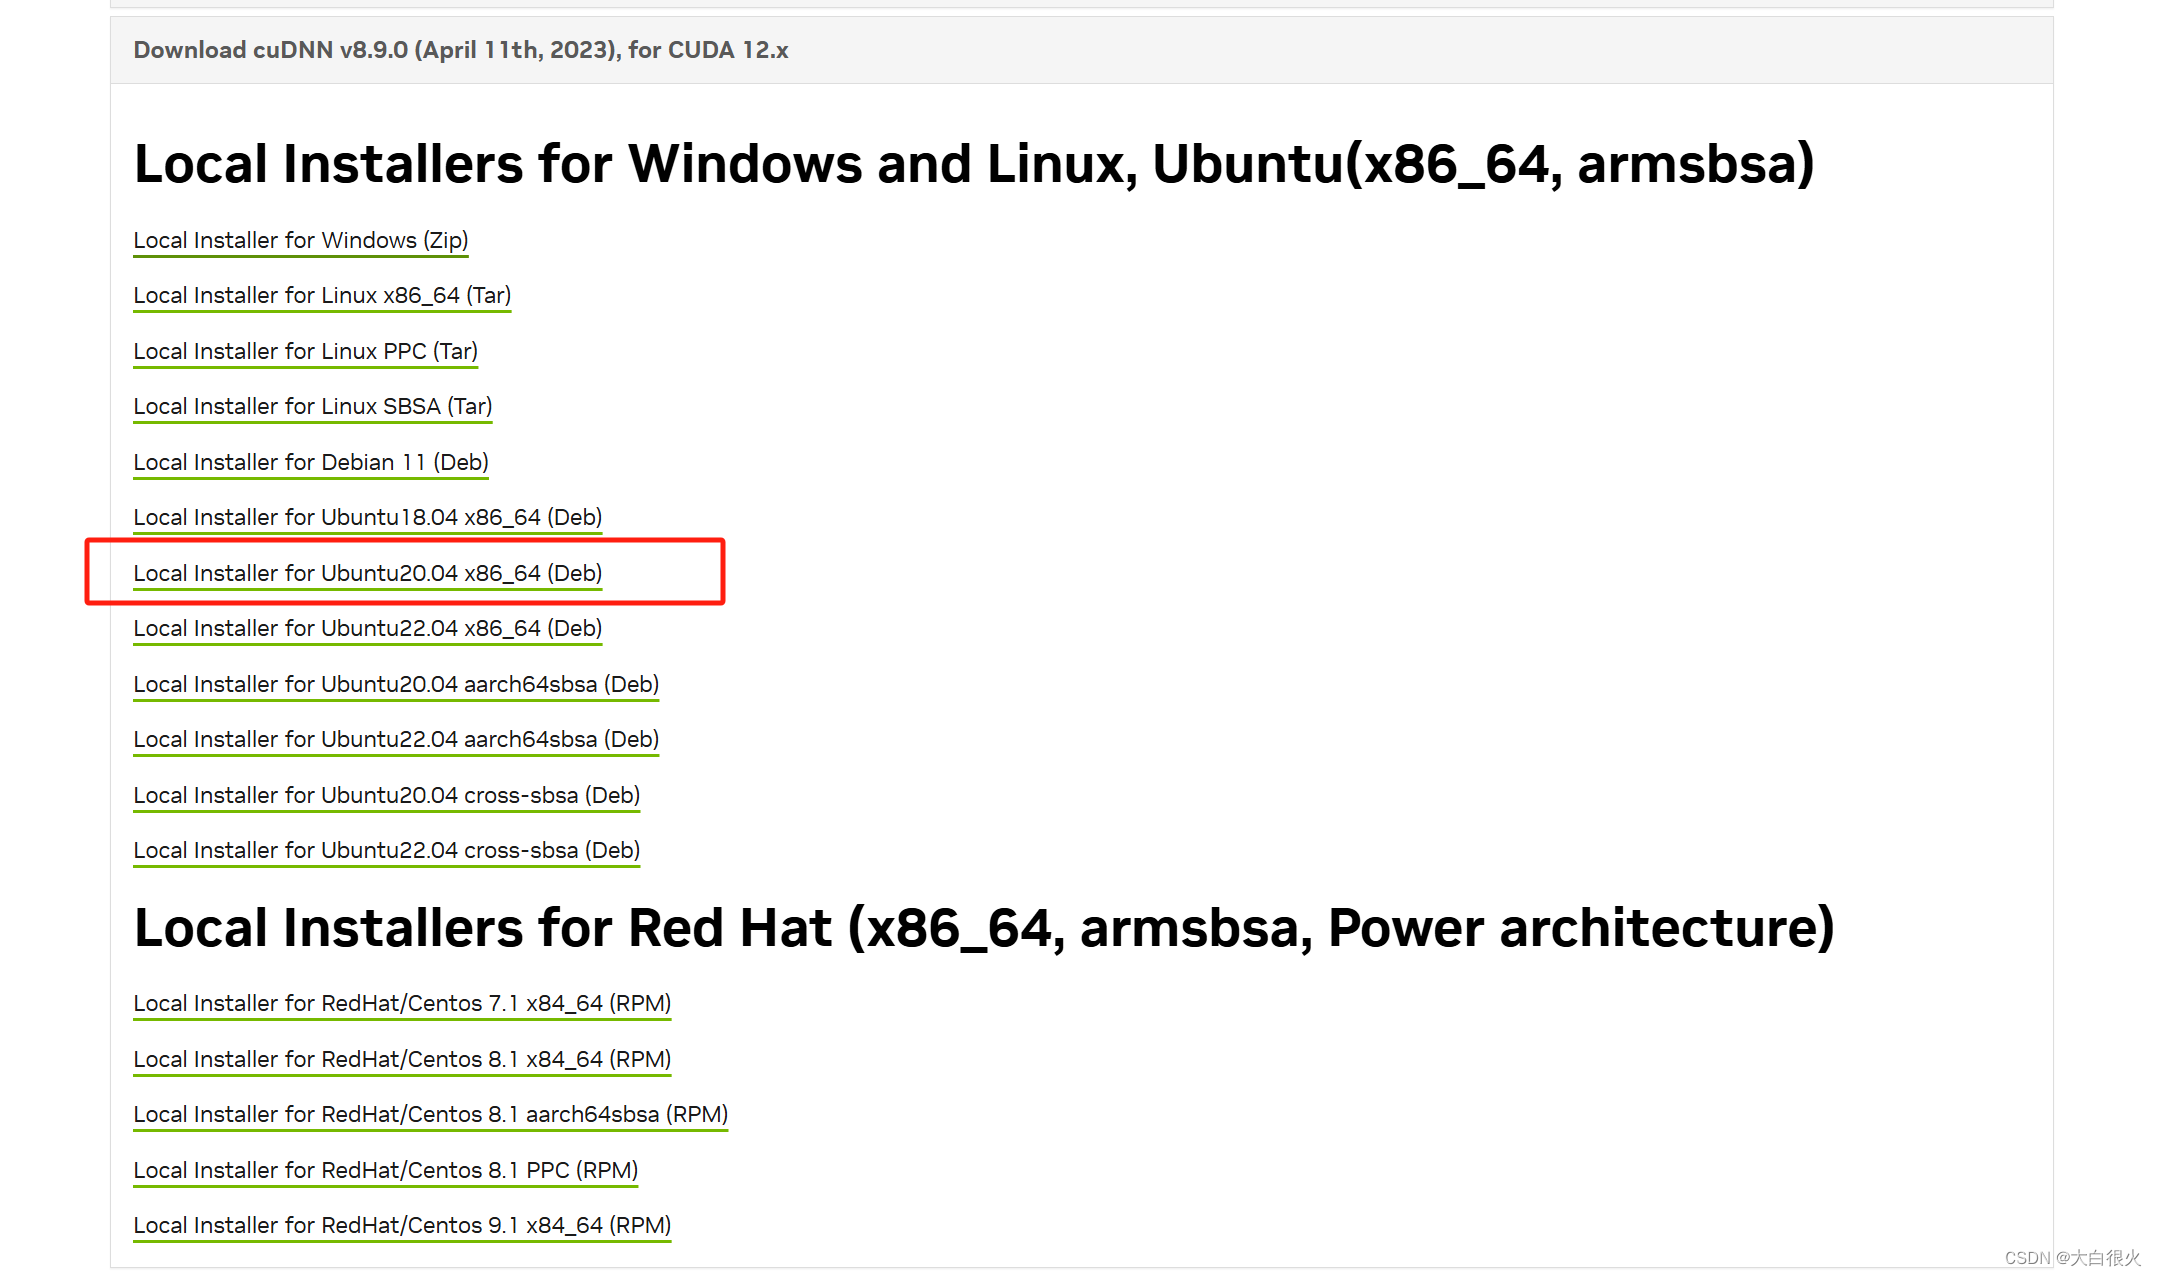 Download cuDNN v8.9.0 (April 11th, 2023), for CUDA 12.x
Local Installers for Windows and Linux, Ubuntu(x86_64, armsbsa)
Local Installer for Windows (Zip)
Local Installer for Linux x86_64 (Tar)
Local Installer for Linux PPC (Tar)
Local Installer for Linux SBSA (Tar)
Local Installer for Debian 11 (Deb)
Local Installer for Ubuntu18.04 x86_64 (Deb)
Local Installer for Ubuntu20.04 x86_64 (Deb)
Local Installer for Ubuntu22.04 x86_64 (Deb)
Local Installer for Ubuntu20.04 aarch64sbsa (Deb)
Local Installer for Ubuntu22.04 aarch64sbsa (Deb)
Local Installer for Ubuntu20.04 cross-sbsa (Deb)
Local Installer for Ubuntu22.04 cross-sbsa (Deb)
Local Installers for Red Hat (x86_64, armsbsa, Power architecture)
Local Installer for RedHat/Centos 7.1 x84_64 (RPM)
Local Installer for RedHat/Centos 8.1 x84_64 (RPM)
Local Installer for RedHat/Centos 8.1 aarch64sbsa (RPM)
Local Installer for RedHat/Centos 8.1 PPC (RPM)
Local Installer for RedHat/Centos 9.1 x84_64 (RPM)
CSDN @大白很火